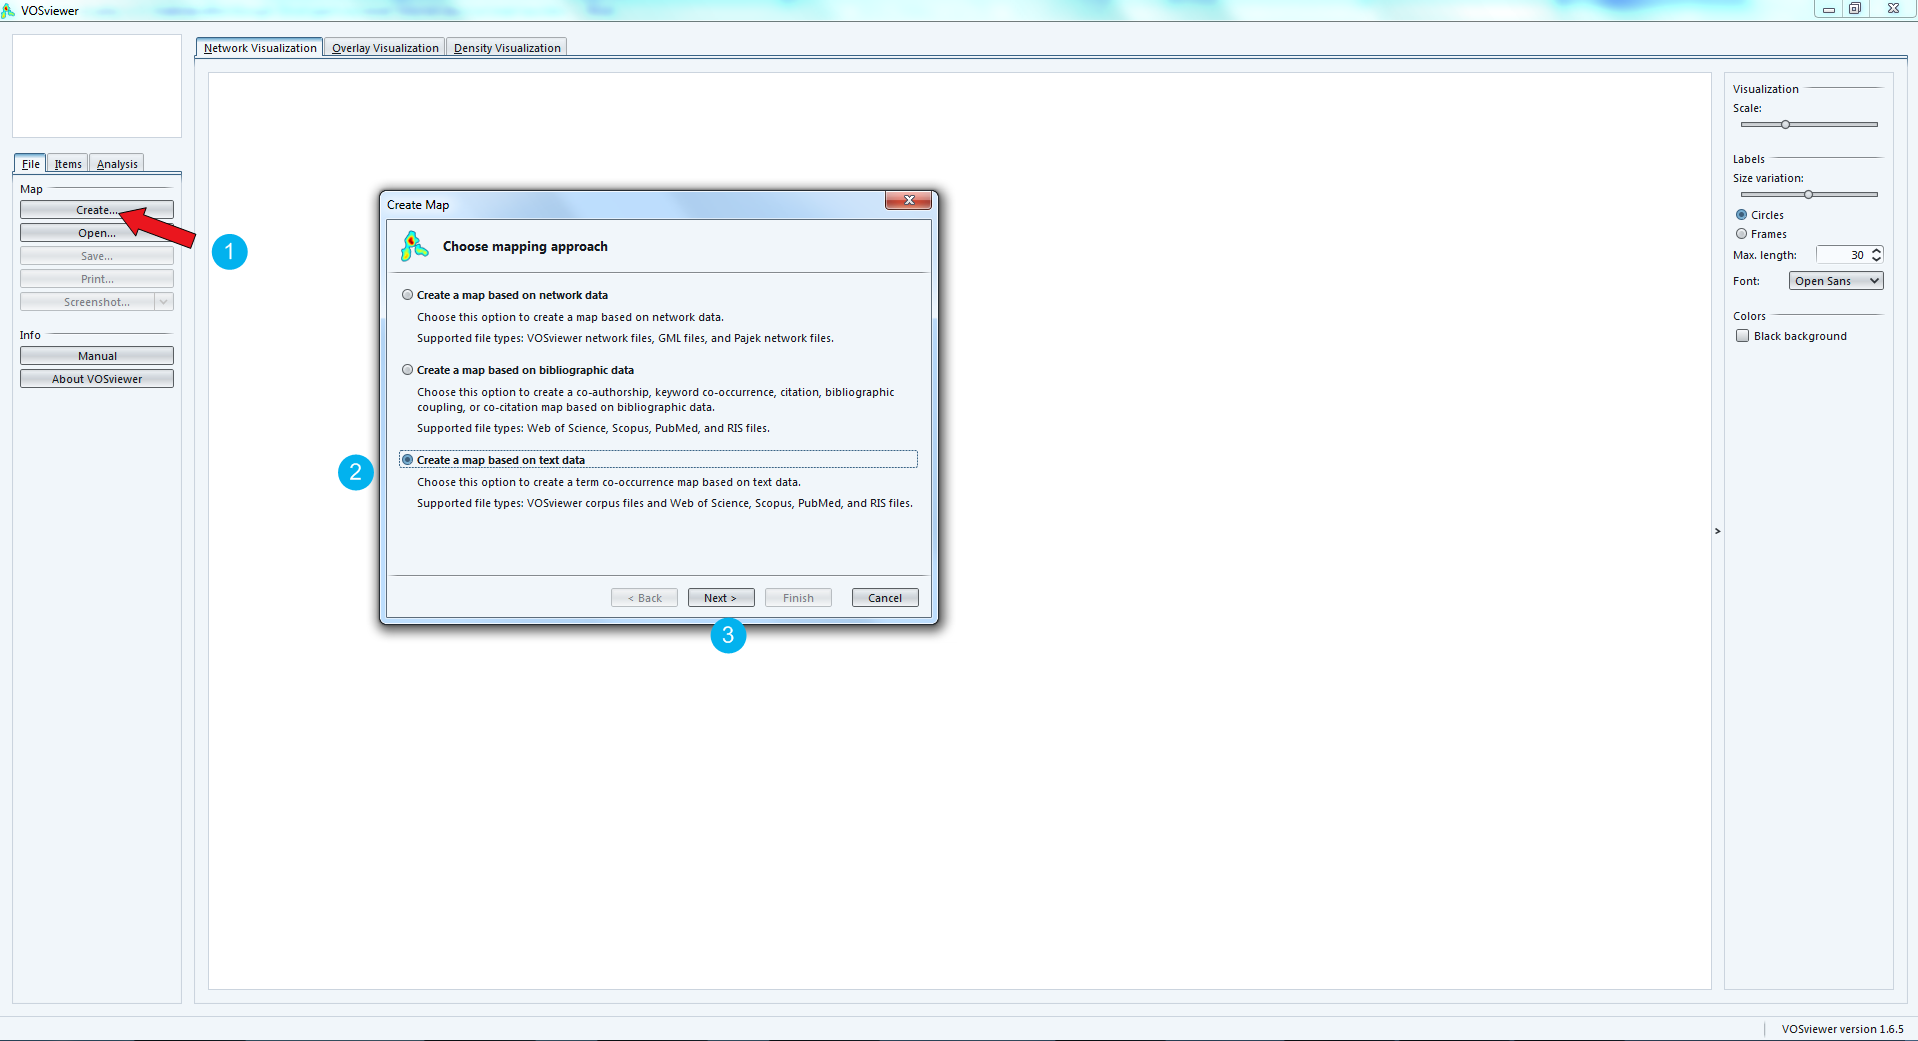 VOSviewer
Network Visualization
Overlay Visualization
Density Visualization
File
Items
Analysis
Map
Create...
Open...
Save...
Print...
Screenshot...
Info
Manual
About VOSviewer
1
Create Map
Choose mapping approach
Create a map based on network data
Choose this option to create a map based on network data.
Supported file types: VOSviewer network files, GML files, and Pajek network files.
Create a map based on bibliographic data
Choose this option to create a co-authorship, keyword co-occurrence, citation, bibliographic
coupling, or co-citation map based on bibliographic data.
Supported file types: Web of Science, Scopus, PubMed, and RIS files.
2
Create a map based on text data
Choose this option to create a term co-occurrence map based on text data.
Supported file types: VOSviewer corpus files and Web of Science, Scopus, PubMed, and RIS files.
< Back
Next >
Finish
Cancel
3
Visualization
Scale:
Labels
Size variation:
Circles
Frames
Max. length:
30
Font:
Open Sans
Colors
Black background
>
VOSviewer version 1.6.5